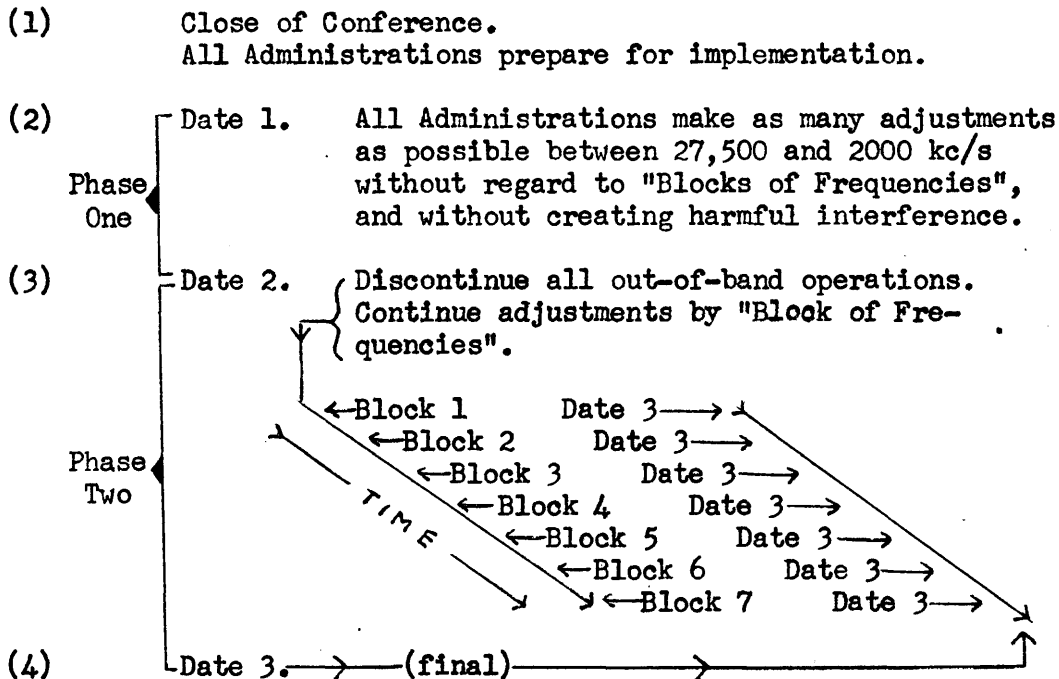 (1) Close of Conference.
All Administrations prepare for implementation.
(2) Date 1. All Administrations make as many adjustments
as possible between 27,500 and 2000 kc/s
Phase without regard to "Blocks of Frequencies",
One and without creating harmful interference.
(3) Date 2. Discontinue all out-of-band operations.
Continue adjustments by "Block of Fre-
quencies".
Block 1 Date 3
Block 2 Date 3
Phase Block 3 Date 3
Two TIME Block 4 Date 3
Block 5 Date 3
Block 6 Date 3
Block 7 Date 3
(4) Date 3. (final)